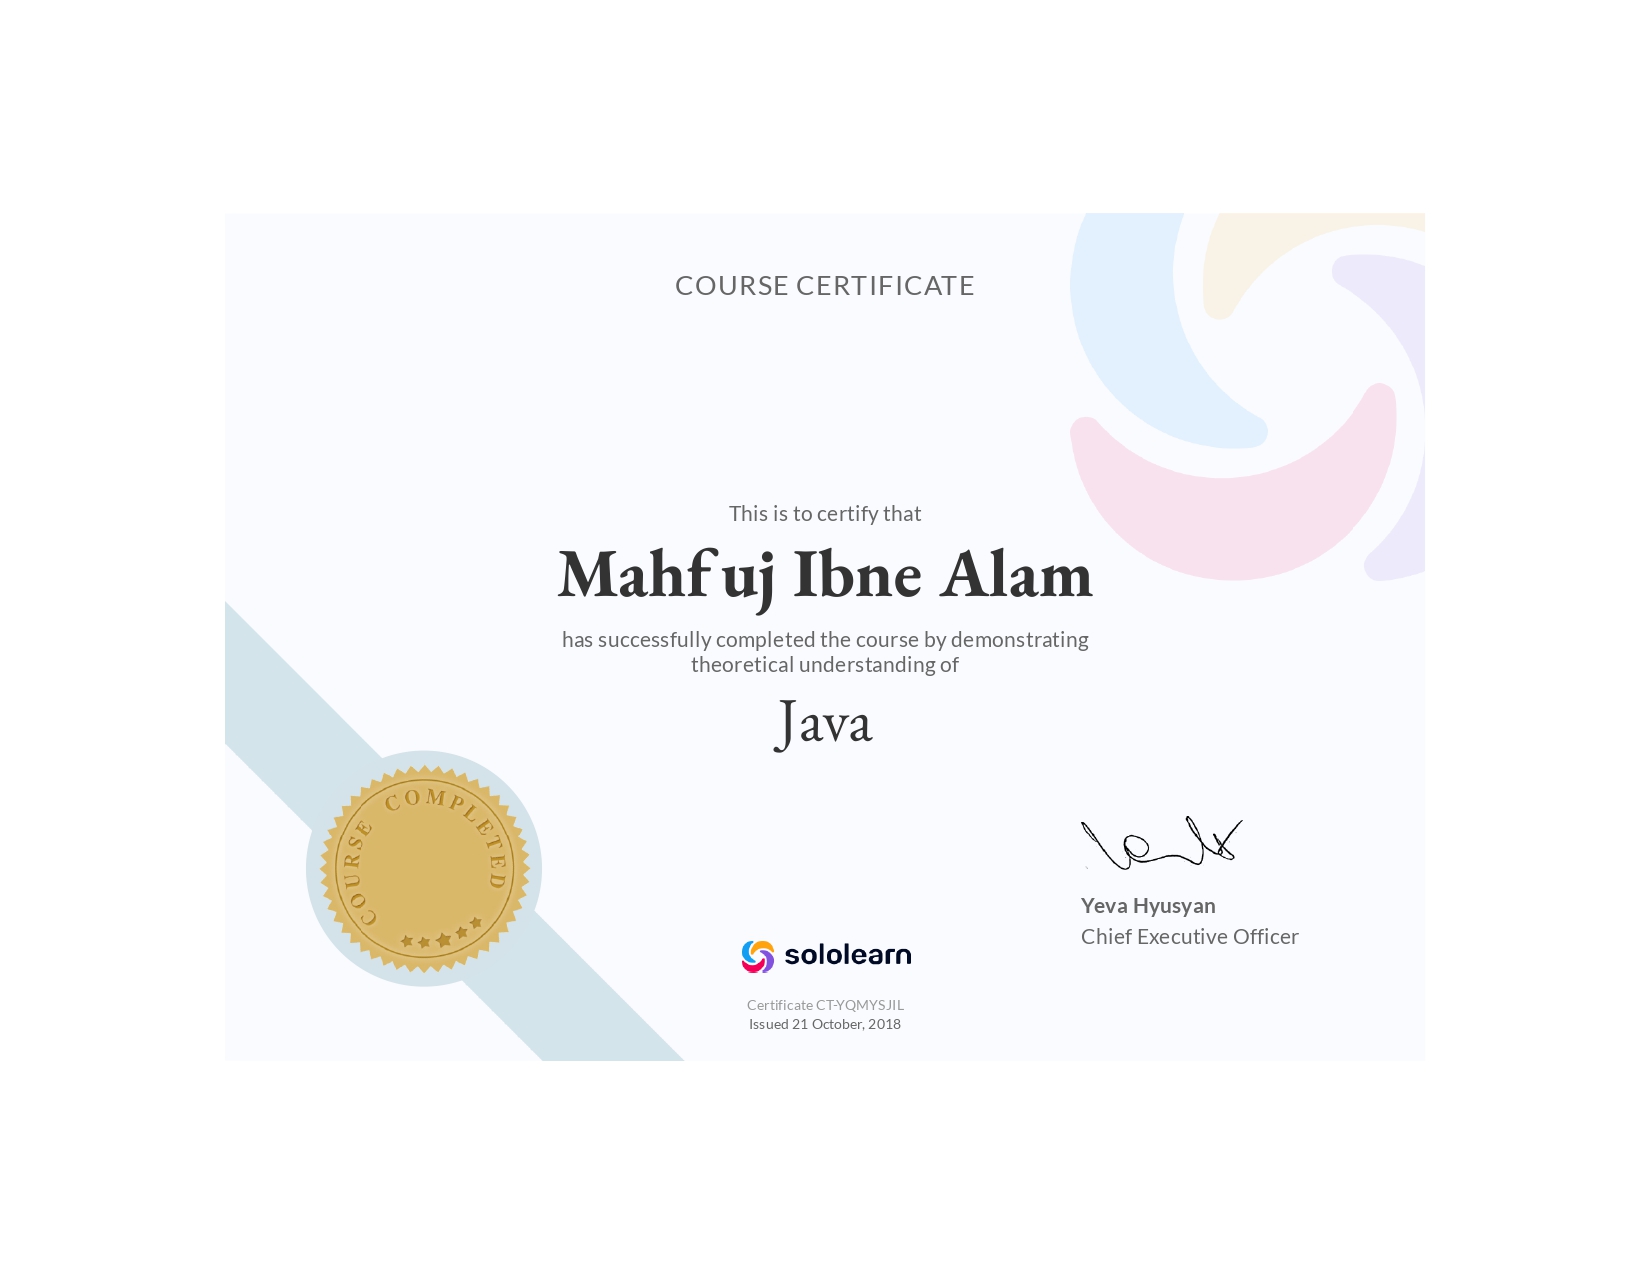 COURSE CERTIFICATE
This is to certify that
Mahfuj Ibne Alam
has successfully completed the course by demonstrating
theoretical understanding of
Java
COURSE COMPLETED
Yeva Hyusyan
Chief Executive Officer
sololearn
Certificate CT-YQMYSJIL
Issued 21 October, 2018